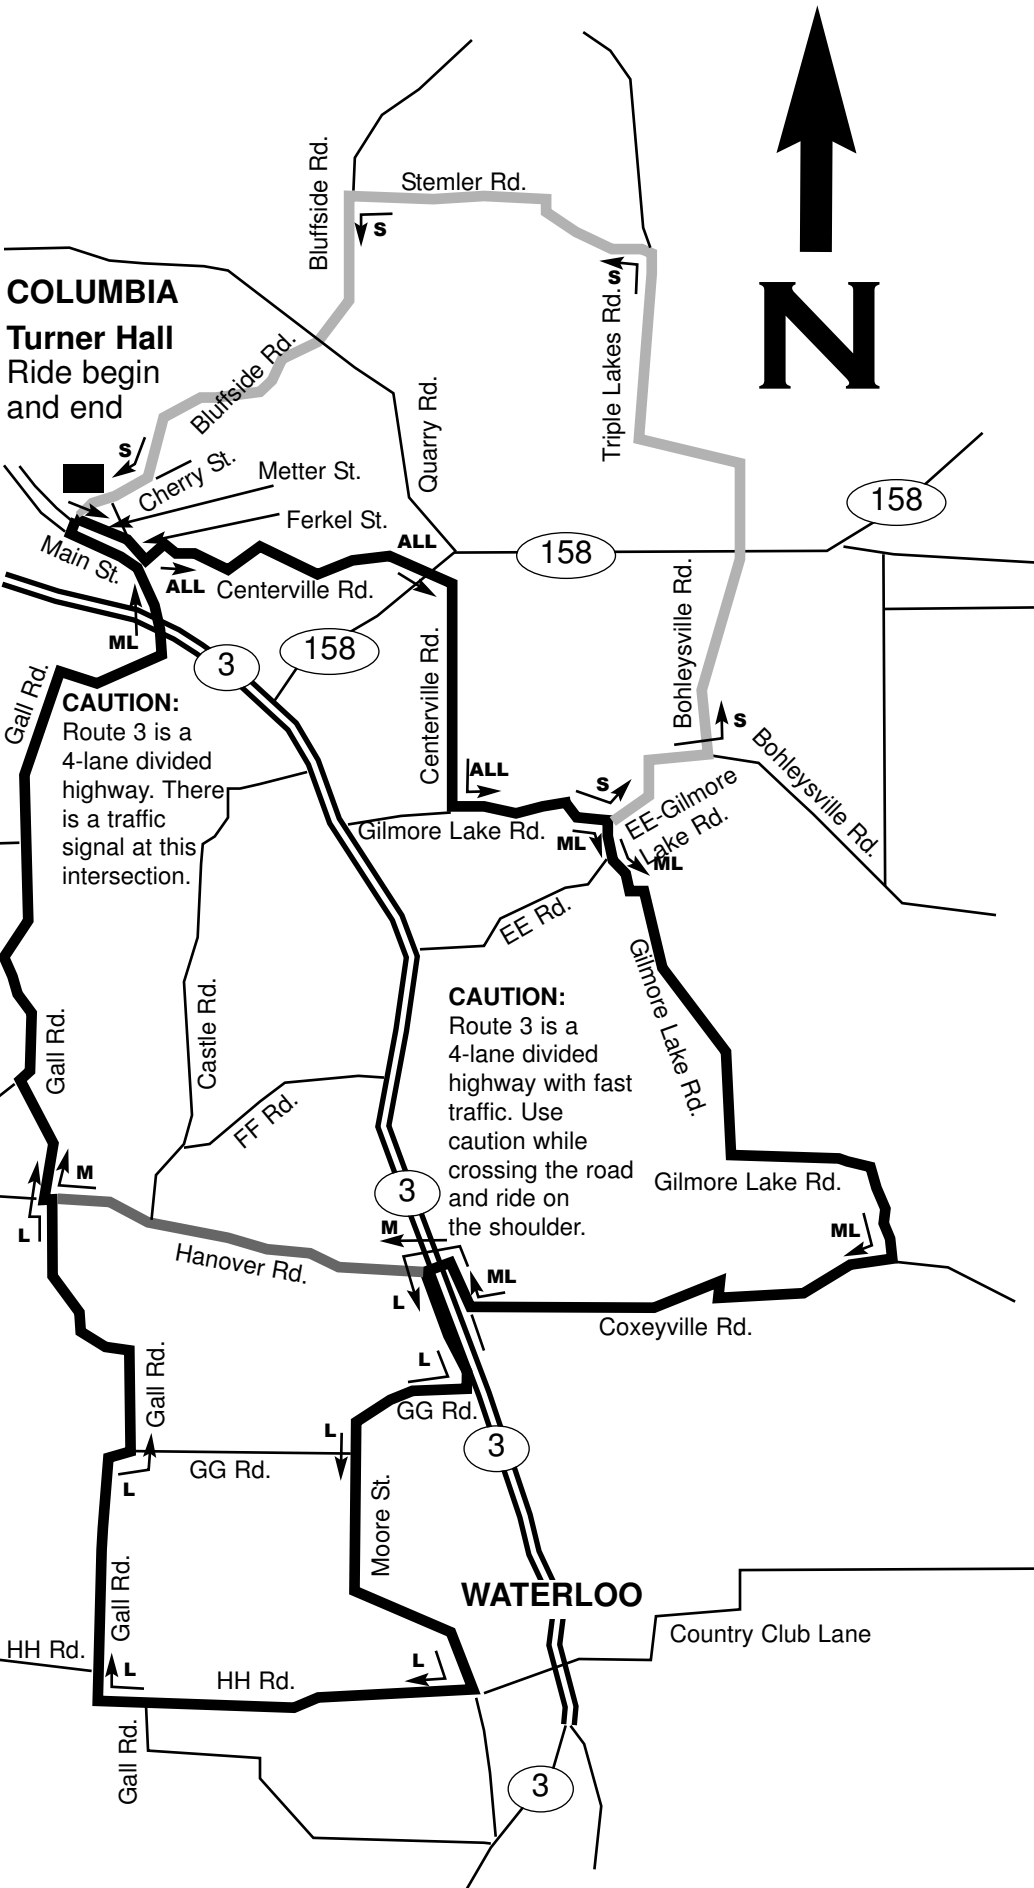 Bluffside Rd.
Stemler Rd.
S
S
N
COLUMBIA
Turner Hall
Ride begin
and end
Bluffside Rd.
Triple Lakes Rd.
Quarry Rd.
S
Cherry St.
Metter St.
Ferkel St.
158
158
Main St.
ALL
ALL
Centerville Rd.
ML
3
158
Centerville Rd.
Bohleysville Rd.
Gall Rd.
CAUTION:
Route 3 is a
4-lane divided
highway. There
is a traffic
signal at this
intersection.
S
Bohleysville Rd.
ALL
S
EE-Gilmore
Lake Rd.
Gilmore Lake Rd.
ML
ML
EE Rd.
Gilmore Lake Rd.
CAUTION:
Route 3 is a
4-lane divided
highway with fast
traffic. Use
caution while
crossing the road
and ride on
the shoulder.
Gall Rd.
Castle Rd.
FF Rd.
M
L
3
Gilmore Lake Rd.
M
ML
Hanover Rd.
L
ML
Coxeyville Rd.
L
GG Rd.
Gall Rd.
L
3
GG Rd.
L
Moore St.
Gall Rd.
WATERLOO
Country Club Lane
HH Rd.
L
L
HH Rd.
Gall Rd.
3